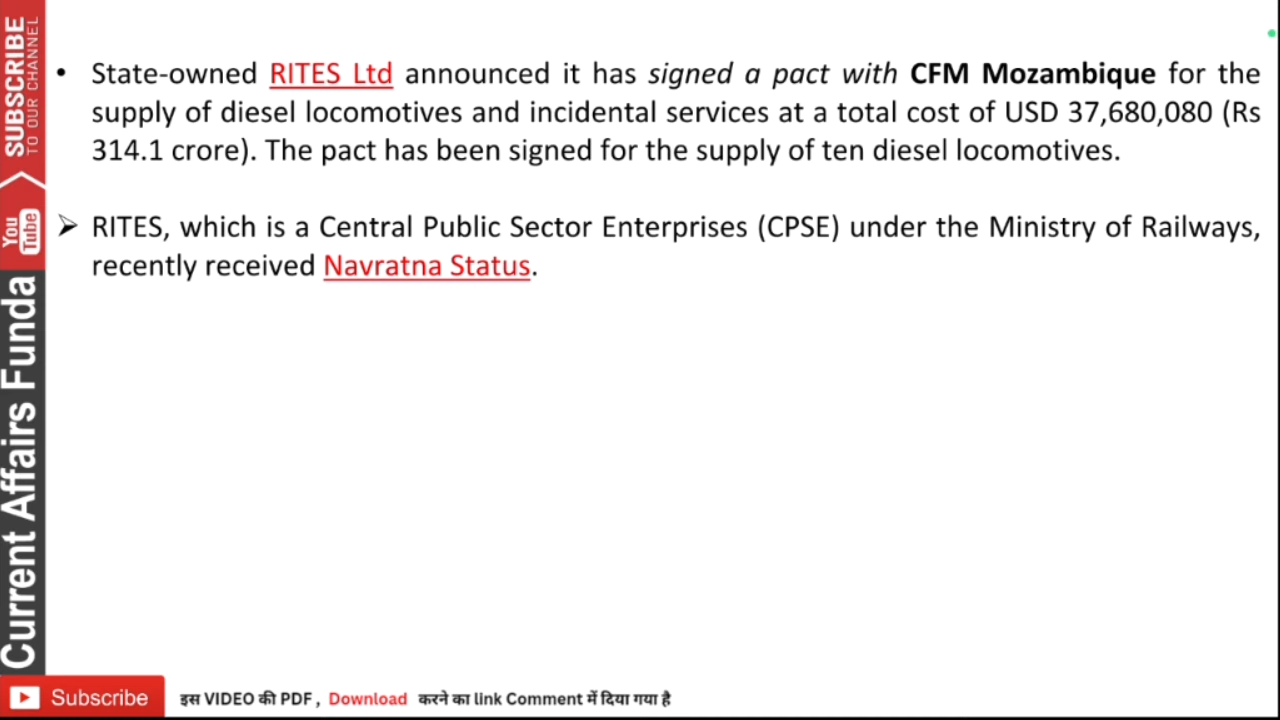 • State-owned RITES Ltd announced it has signed a pact with CFM Mozambique for the
supply of diesel locomotives and incidental services at a total cost of USD 37,680,080 (Rs
314.1 crore). The pact has been signed for the supply of ten diesel locomotives.
➢ RITES, which is a Central Public Sector Enterprises (CPSE) under the Ministry of Railways,
recently received Navratna Status.
SUBSCRIBE
TO OUR CHANNEL
You
Tube
Current Affairs Funda
Subscribe
इस VIDEO की PDF , Download करने का link Comment में दिया गया है